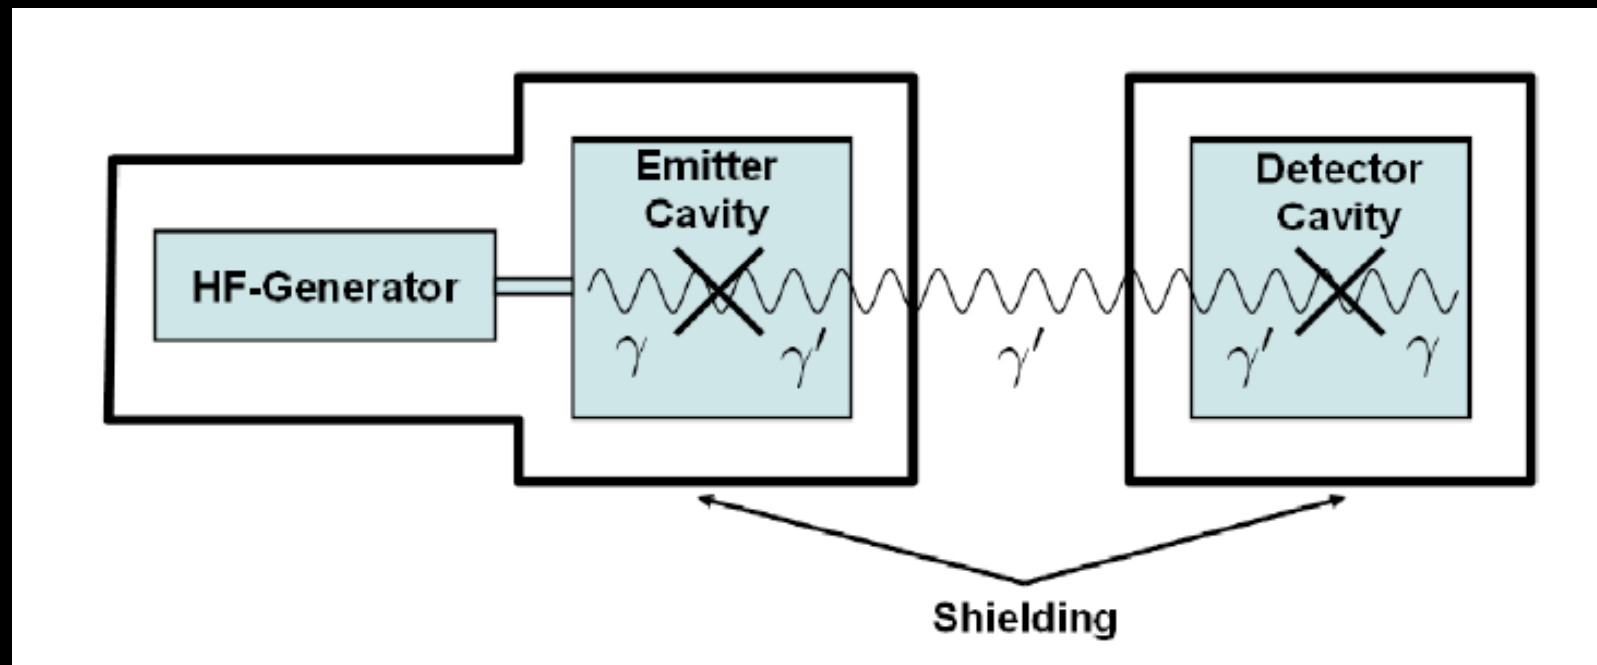 Emitter
Cavity
Detector
Cavity
HF-Generator
γ
γ′
γ′
γ′
γ
Shielding